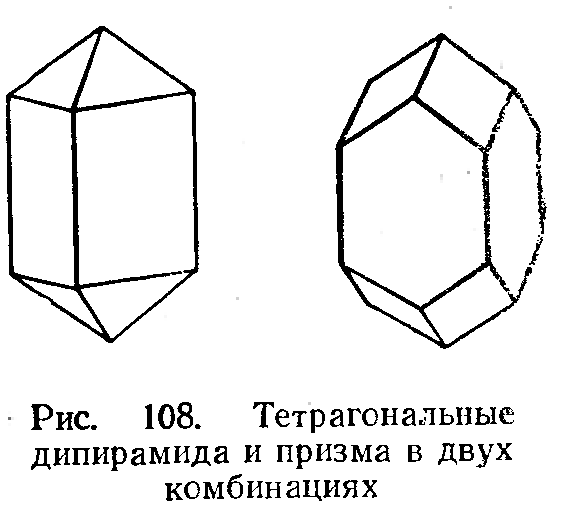 Рис. 108. Тетрагональные
дипирамида и призма в двух
комбинациях